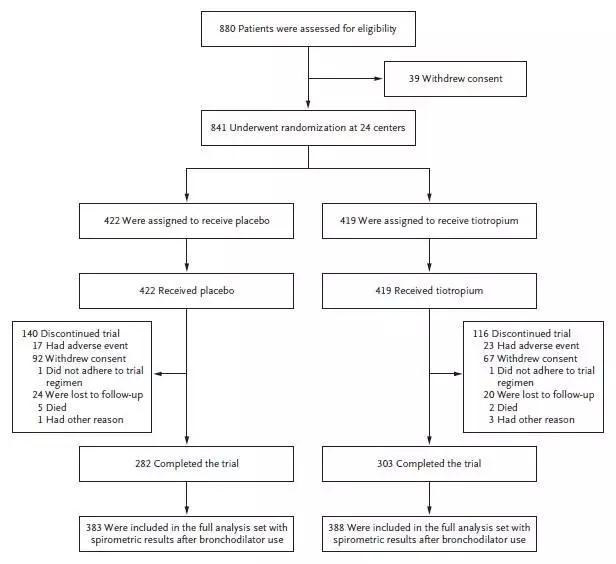 880 Patients were assessed for eligibility
39 Withdrew consent
841 Underwent randomization at 24 centers
422 Were assigned to receive placebo
419 Were assigned to receive tiotropium
422 Received placebo
419 Received tiotropium
140 Discontinued trial
17 Had adverse event
92 Withdrew consent
1 Did not adhere to trial
regimen
24 Were lost to follow-up
5 Died
1 Had other reason
116 Discontinued trial
23 Had adverse event
67 Withdrew consent
1 Did not adhere to trial
regimen
20 Were lost to follow-up
2 Died
3 Had other reason
282 Completed the trial
303 Completed the trial
383 Were included in the full analysis set with
spirometric results after bronchodilator use
388 Were included in the full analysis set with
spirometric results after bronchodilator use